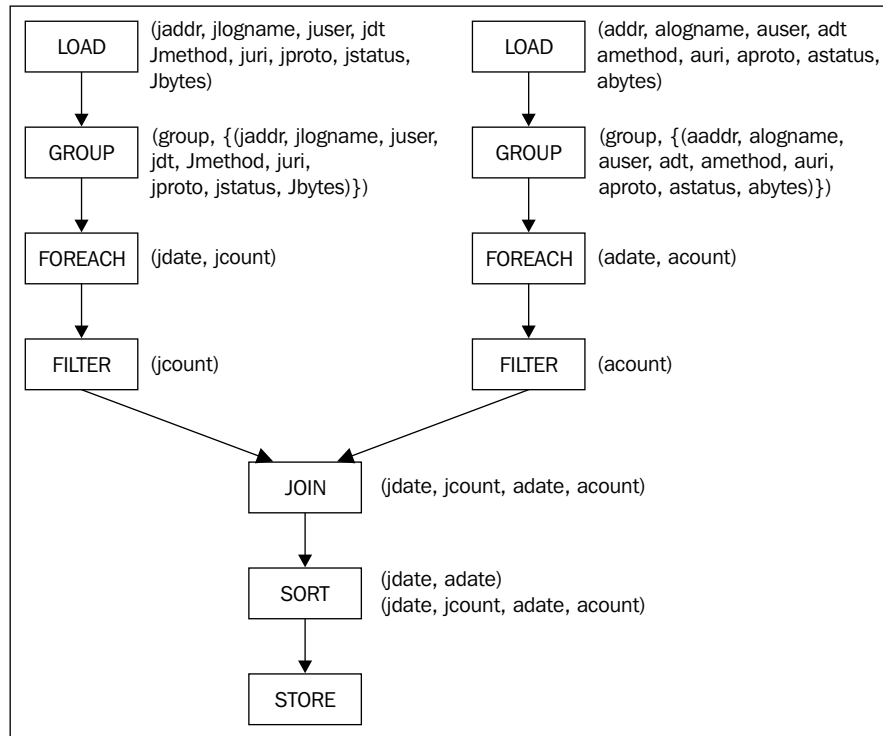 LOAD
(jaddr, jlogname, juser, jdt
Jmethod, juri, jproto, jstatus,
Jbytes)
LOAD
(addr, alogname, auser, adt
amethod, auri, aproto, astatus,
abytes)
GROUP
(group, {(jaddr, jlogname, juser,
jdt, Jmethod, juri,
jproto, jstatus, Jbytes)})
GROUP
(group, {(aaddr, alogname,
auser, adt, amethod, auri,
aproto, astatus, abytes)})
FOREACH
(jdate, jcount)
FOREACH
(adate, acount)
FILTER
(jcount)
FILTER
(acount)
JOIN
(jdate, jcount, adate, acount)
SORT
(jdate, adate)
(jdate, jcount, adate, acount)
STORE